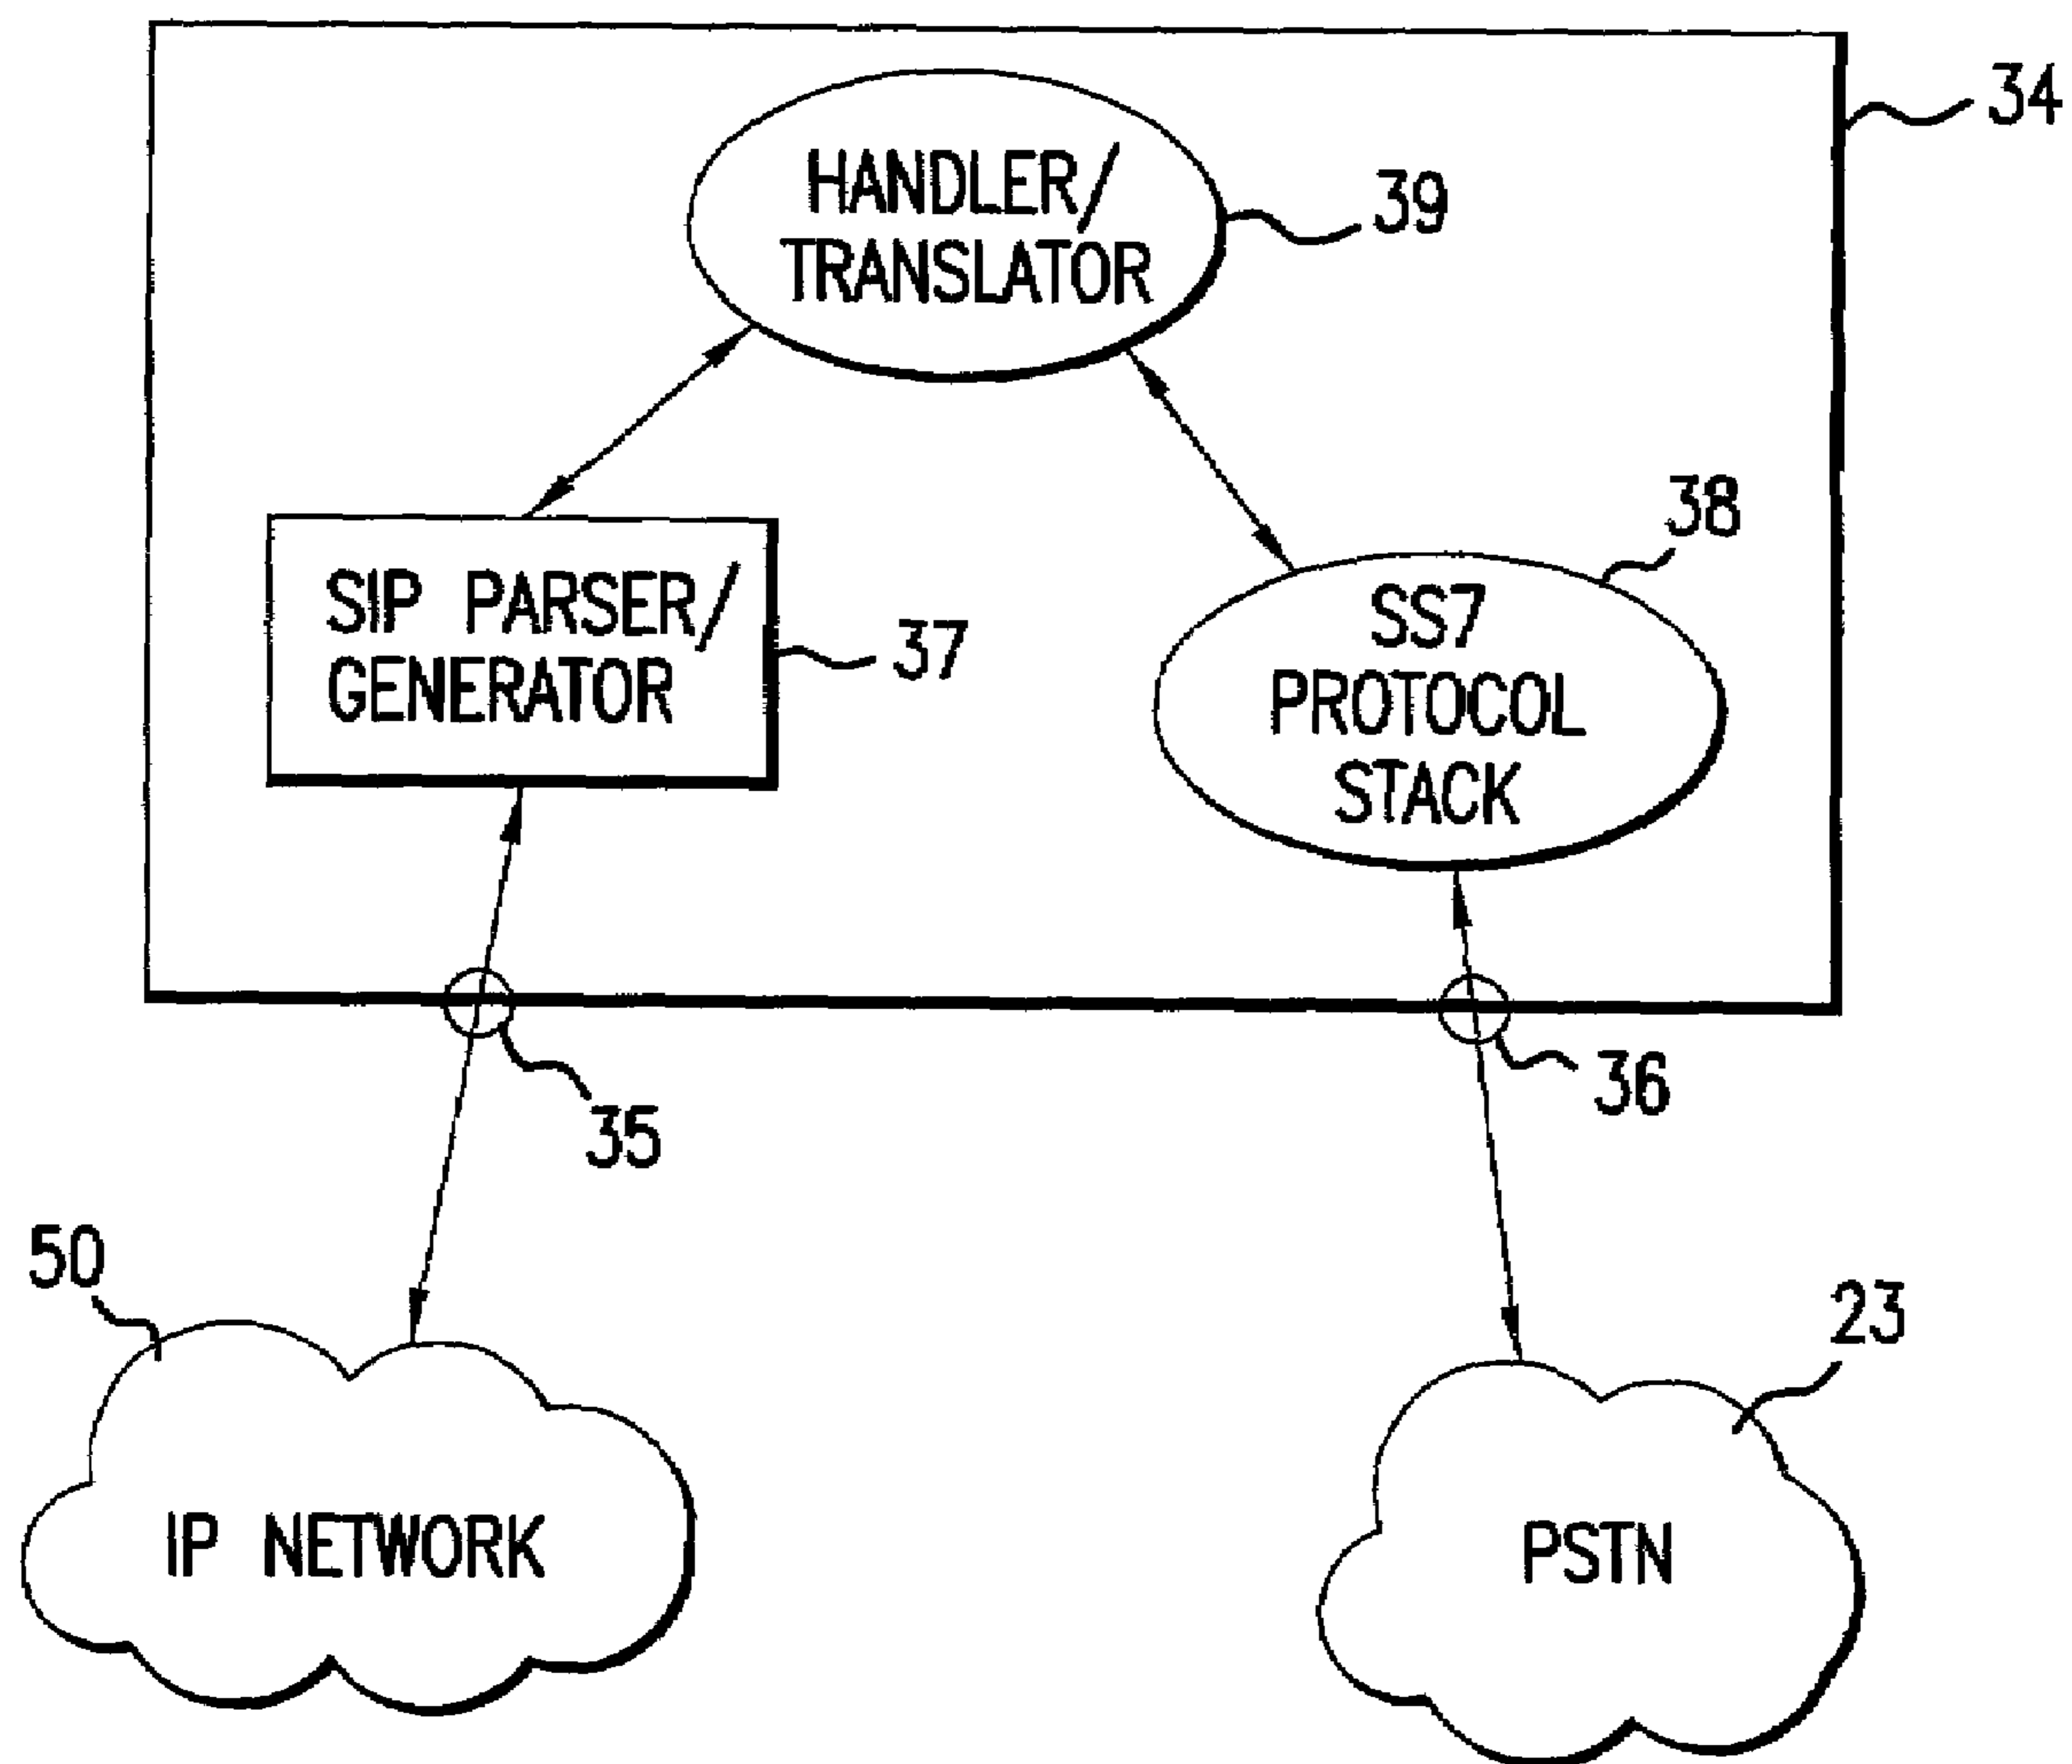 34
HANDLER/
TRANSLATOR
39
38
SIP PARSER/
GENERATOR
37
SS7
PROTOCOL
STACK
35
36
50
23
IP NETWORK
PSTN